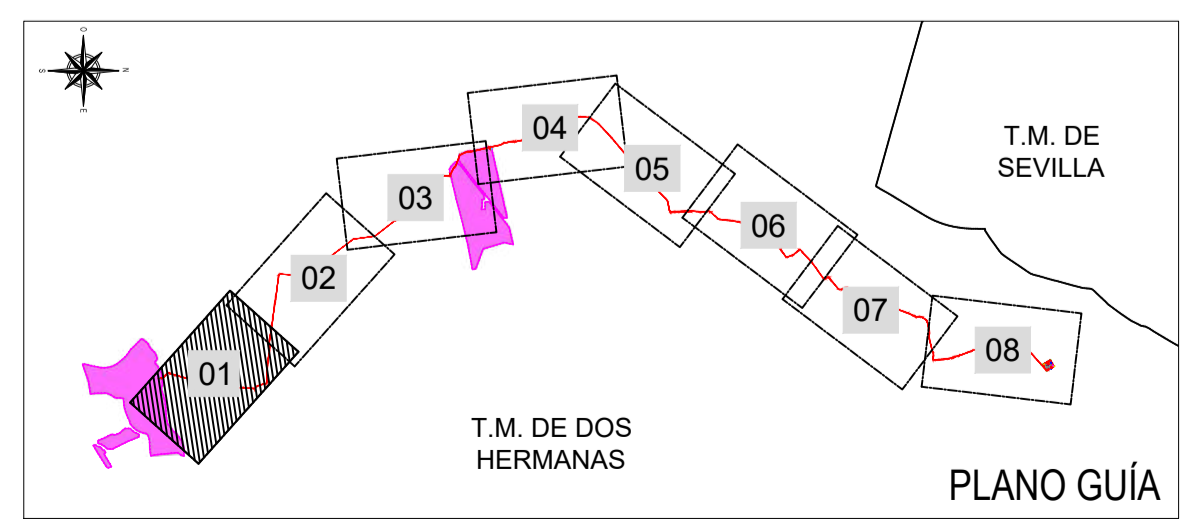 O
S
N
E
04
T.M. DE
SEVILLA
05
03
06
02
07
08
01
T.M. DE DOS
HERMANAS
PLANO GUÍA